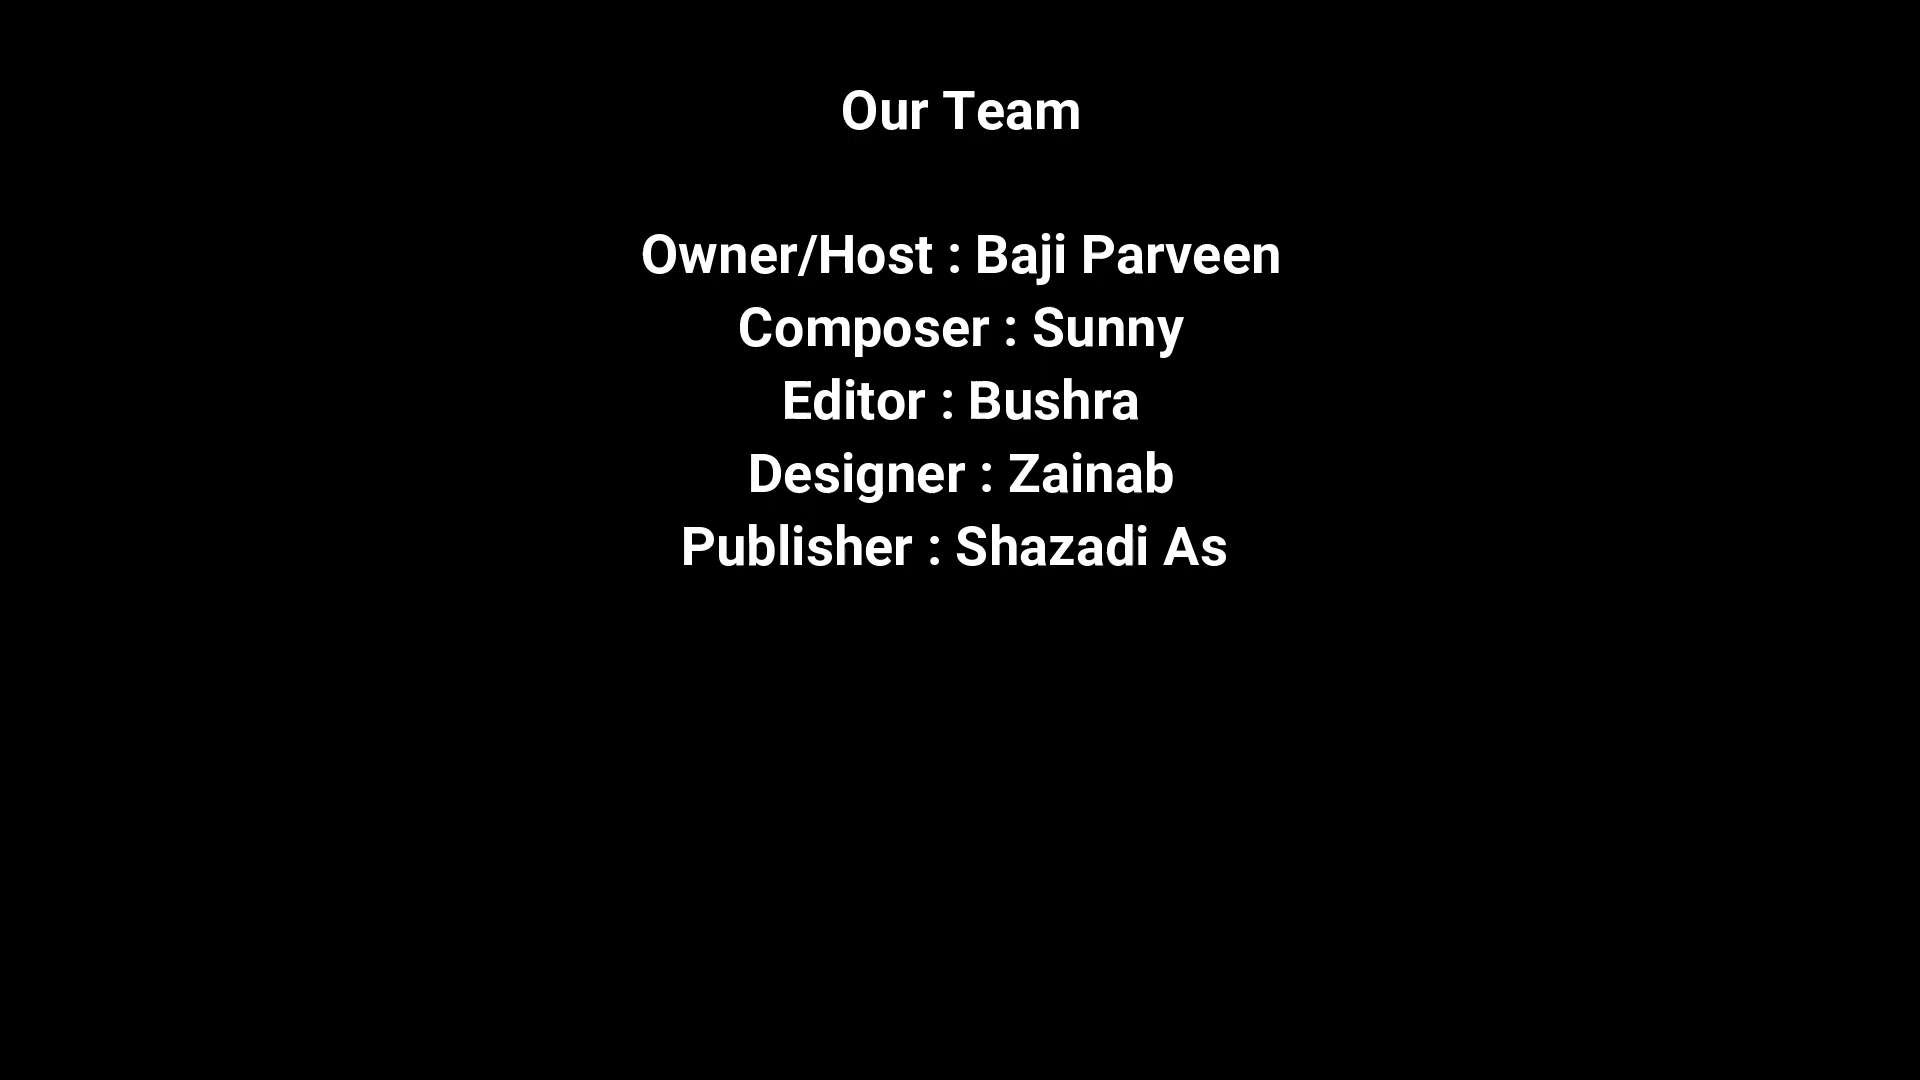 Our Team
Owner/Host : Baji Parveen
Composer : Sunny
Editor : Bushra
Designer : Zainab
Publisher : Shazadi As